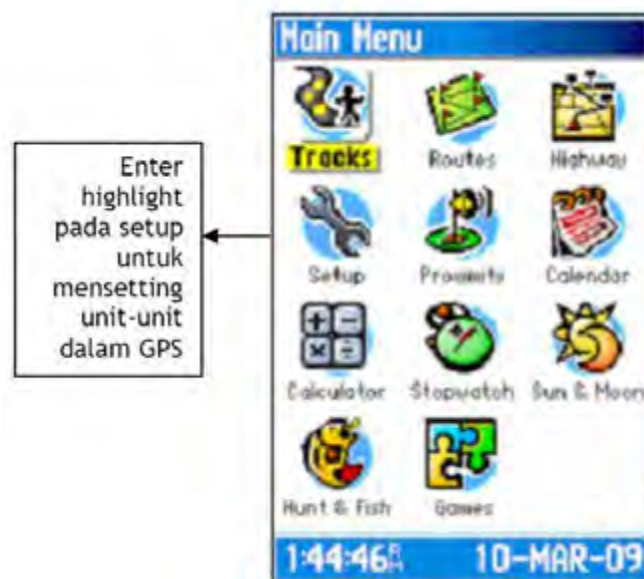 Main Menu
Enter
highlight
pada setup
untuk
mensetting
unit-unit
dalam GPS
Tracks
Routes
Highway
Setup
Proximity
Calendar
Calculator
Stopwatch
Sun & Moon
Hunt & Fish
Games
1:44:46
10-MAR-09